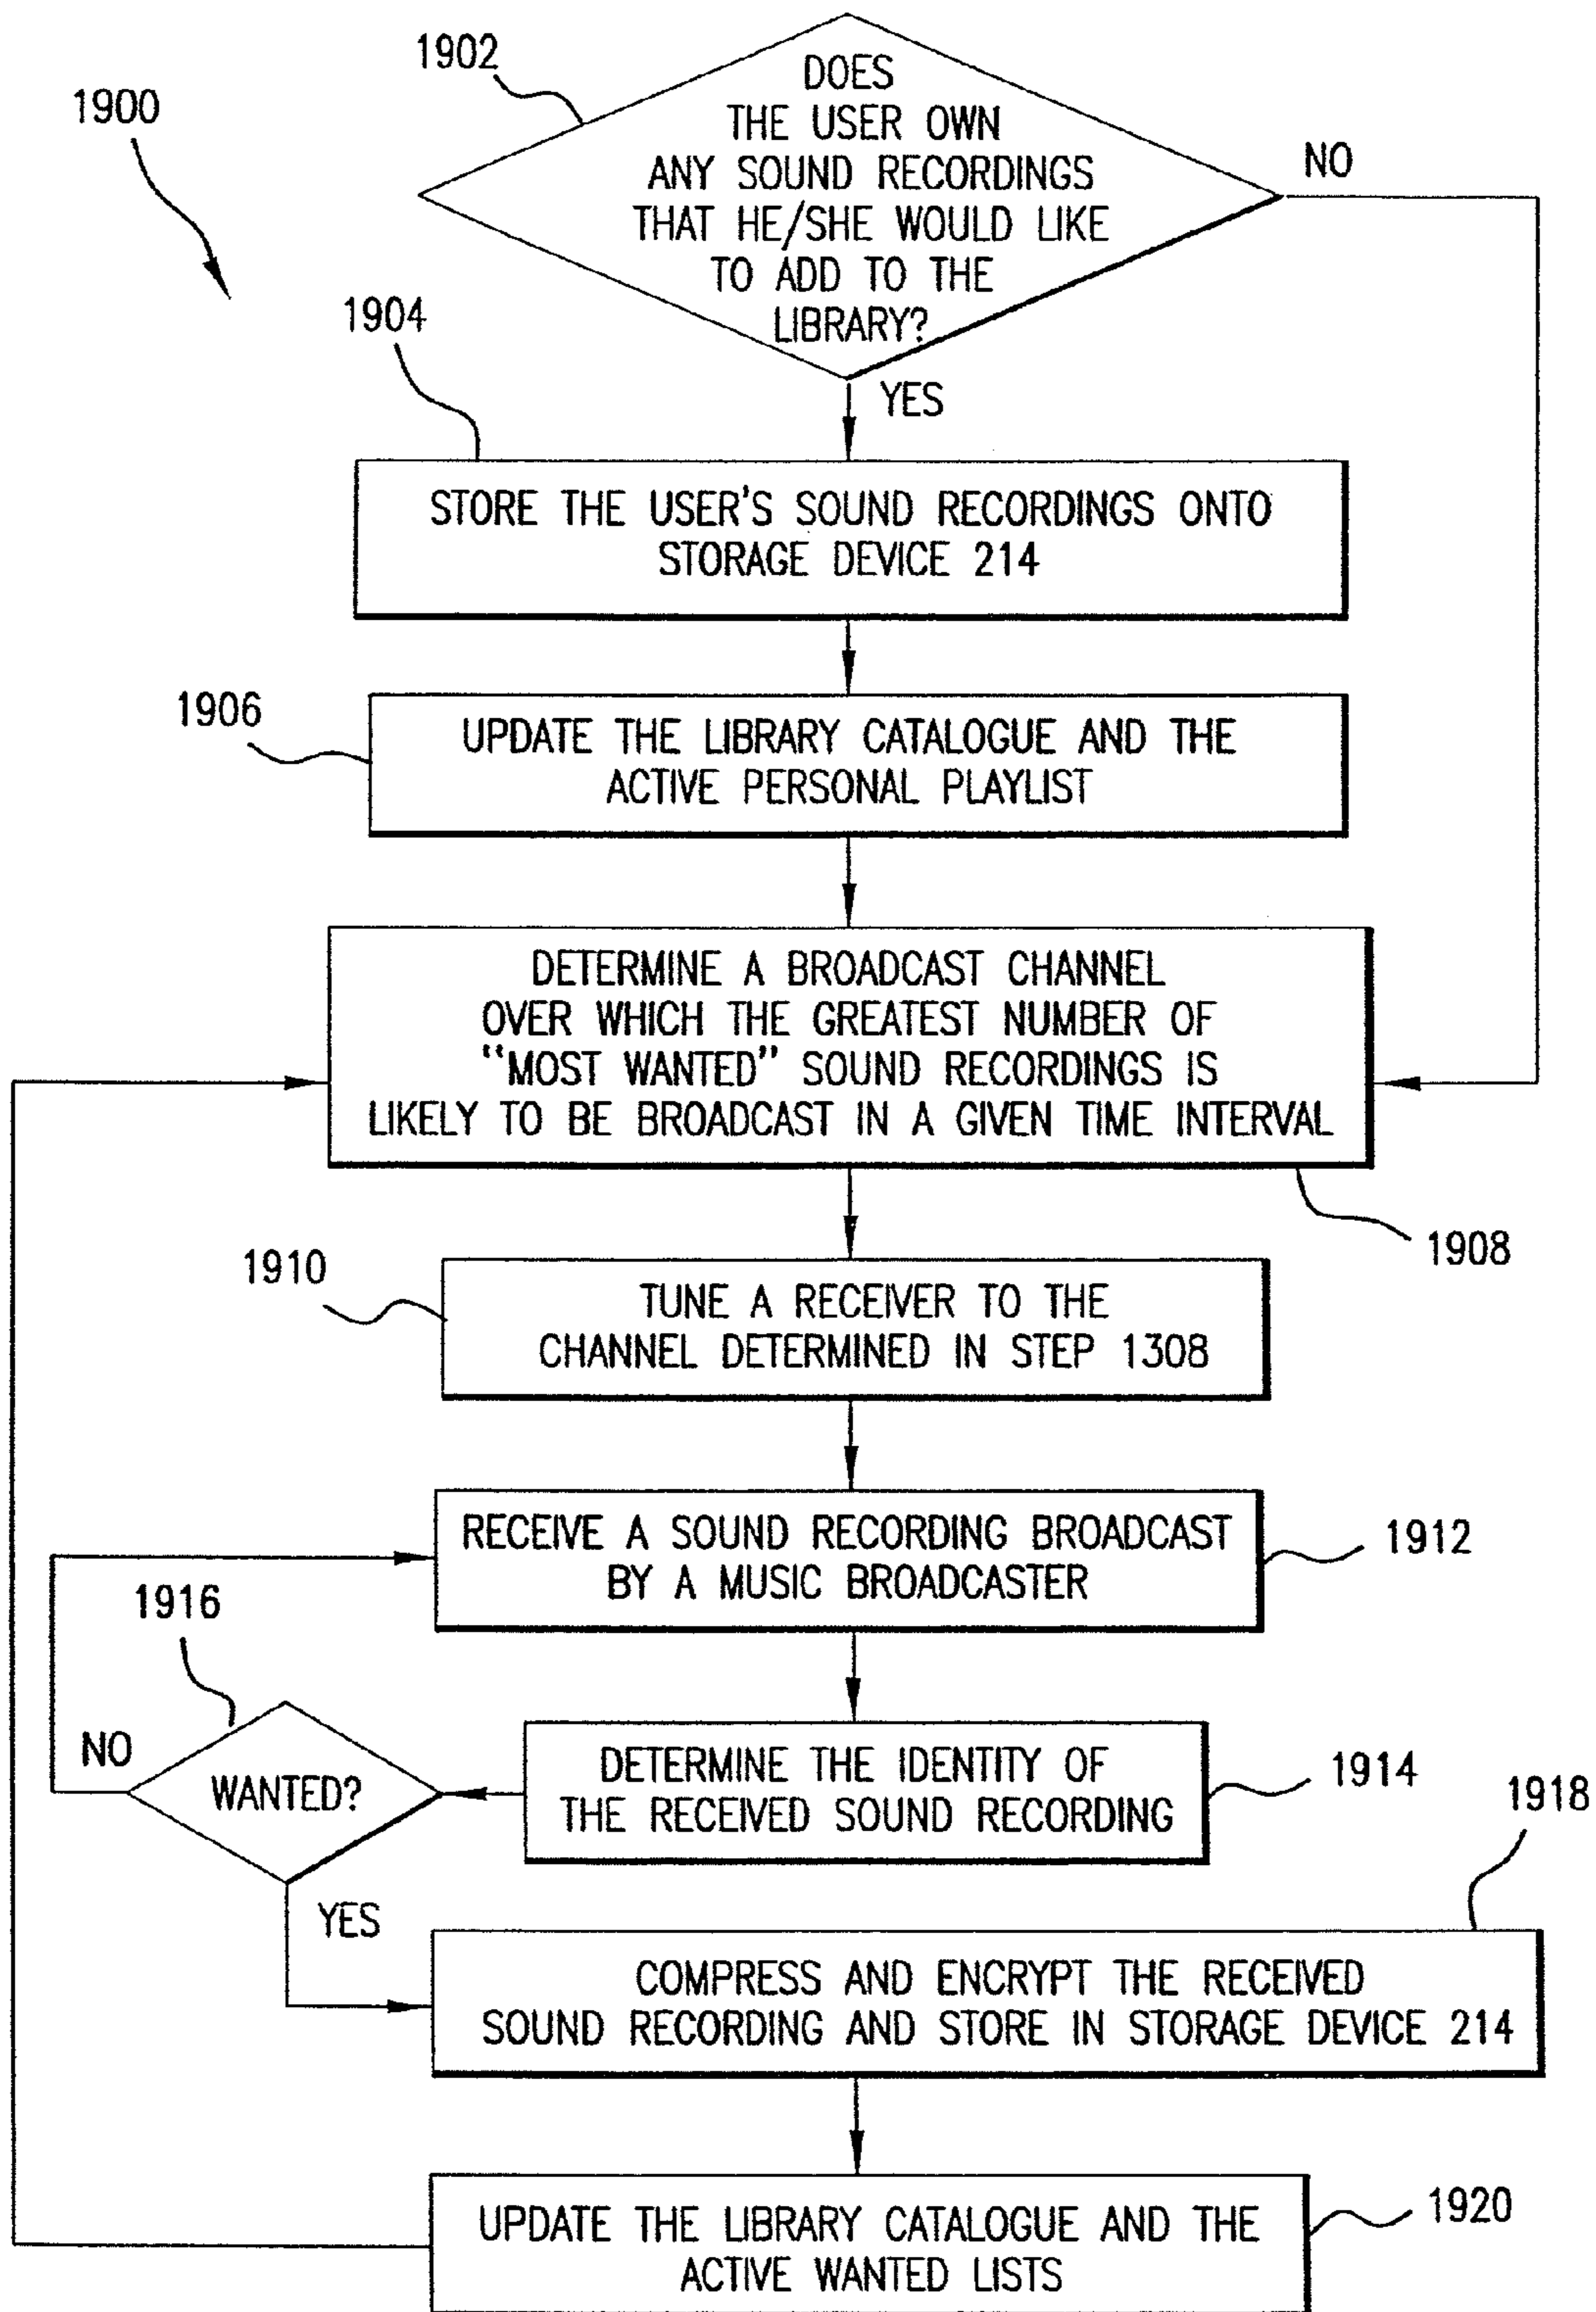 1900
1902
DOES
THE USER OWN
ANY SOUND RECORDINGS
THAT HE/SHE WOULD LIKE
TO ADD TO THE
LIBRARY?
NO
YES
1904
STORE THE USER'S SOUND RECORDINGS ONTO
STORAGE DEVICE 214
1906
UPDATE THE LIBRARY CATALOGUE AND THE
ACTIVE PERSONAL PLAYLIST
DETERMINE A BROADCAST CHANNEL
OVER WHICH THE GREATEST NUMBER OF
"MOST WANTED" SOUND RECORDINGS IS
LIKELY TO BE BROADCAST IN A GIVEN TIME INTERVAL
1908
1910
TUNE A RECEIVER TO THE
CHANNEL DETERMINED IN STEP 1308
RECEIVE A SOUND RECORDING BROADCAST
BY A MUSIC BROADCASTER
1912
DETERMINE THE IDENTITY OF
THE RECEIVED SOUND RECORDING
1914
1916
WANTED?
NO
YES
1918
COMPRESS AND ENCRYPT THE RECEIVED
SOUND RECORDING AND STORE IN STORAGE DEVICE 214
UPDATE THE LIBRARY CATALOGUE AND THE
ACTIVE WANTED LISTS
1920